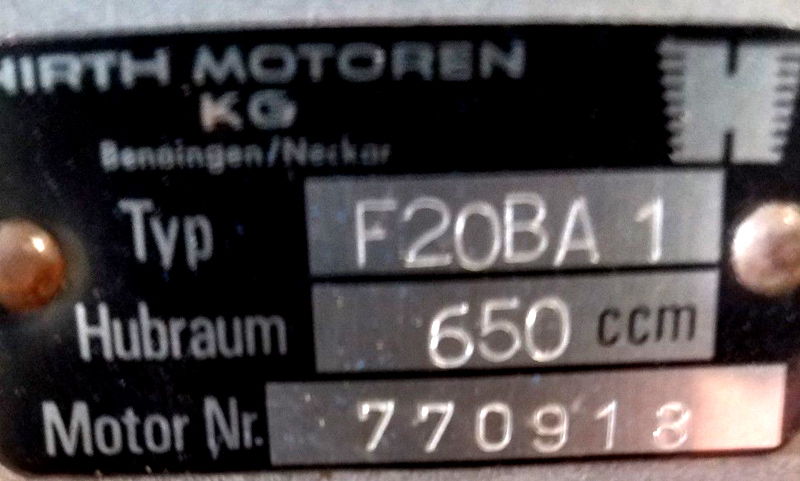 HIRTH MOTOREN
KG
Benningen/Neckar
Typ F20BA 1
Hubraum 650 ccm
Motor Nr. 770918